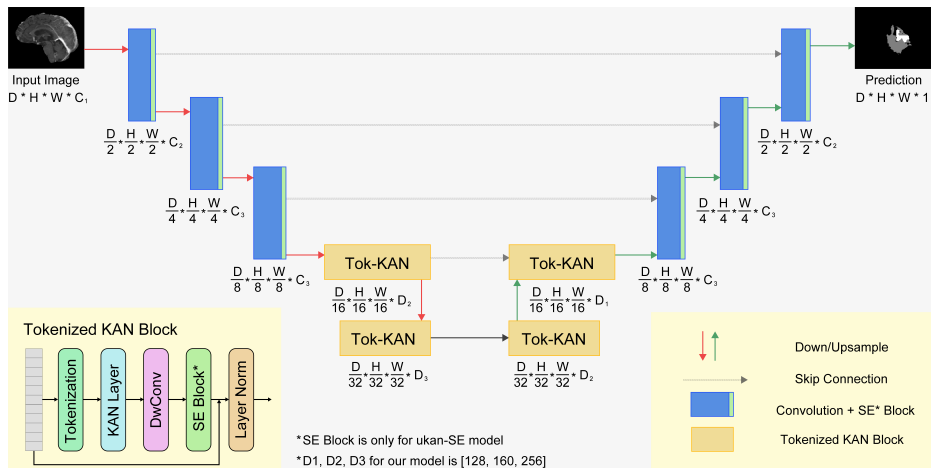 Input Image
D * H * W * C₁
Prediction
D * H * W * 1
D/2 * H/2 * W/2 * C₂
D/2 * H/2 * W/2 * C₂
D/4 * H/4 * W/4 * C₃
D/4 * H/4 * W/4 * C₃
D/8 * H/8 * W/8 * C₃
D/8 * H/8 * W/8 * C₃
Tok-KAN
Tok-KAN
D/16 * H/16 * W/16 * D₂
D/16 * H/16 * W/16 * D₁
Tok-KAN
Tok-KAN
D/32 * H/32 * W/32 * D₃
D/32 * H/32 * W/32 * D₂
Tokenized KAN Block
Tokenization
KAN Layer
DwConv
SE Block*
Layer Norm
*SE Block is only for ukan-SE model
*D1, D2, D3 for our model is [128, 160, 256]
Down/Upsample
Skip Connection
Convolution + SE* Block
Tokenized KAN Block